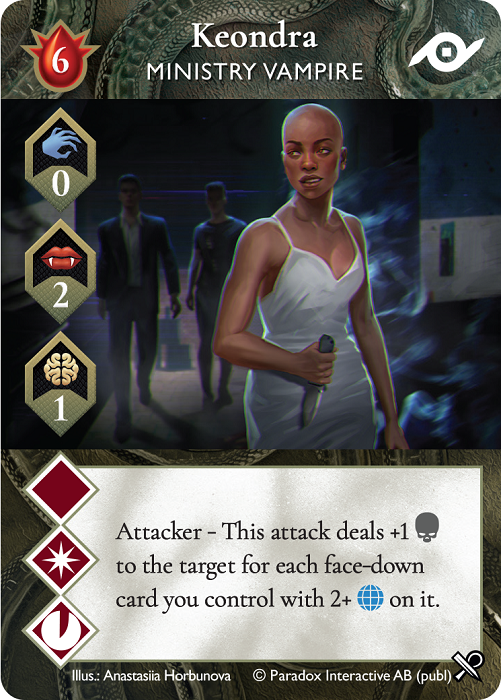 6
Keondra
MINISTRY VAMPIRE
0
2
1
Attacker - This attack deals +1
to the target for each face-down
card you control with 2+ on it.
Illus.: Anastasiia Horbunova © Paradox Interactive AB (publ)